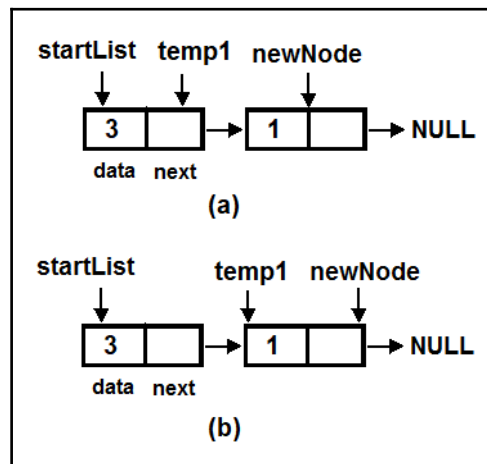 startList temp1 newNode
3 1 NULL
data next
(a)
startList temp1 newNode
3 1 NULL
data next
(b)